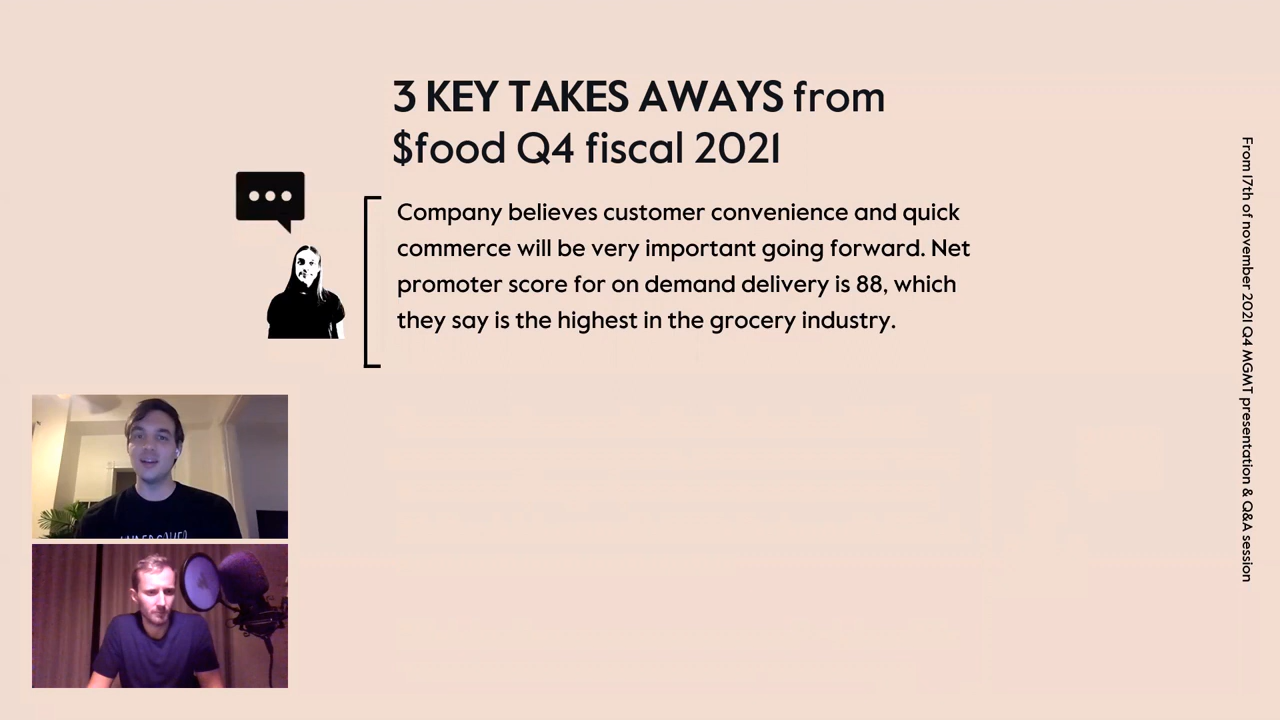 3 KEY TAKES AWAYS from
$food Q4 fiscal 2021
Company believes customer convenience and quick
commerce will be very important going forward. Net
promoter score for on demand delivery is 88, which
they say is the highest in the grocery industry.
From 17th of november 2021 Q4 MGMT presentation & Q&A session